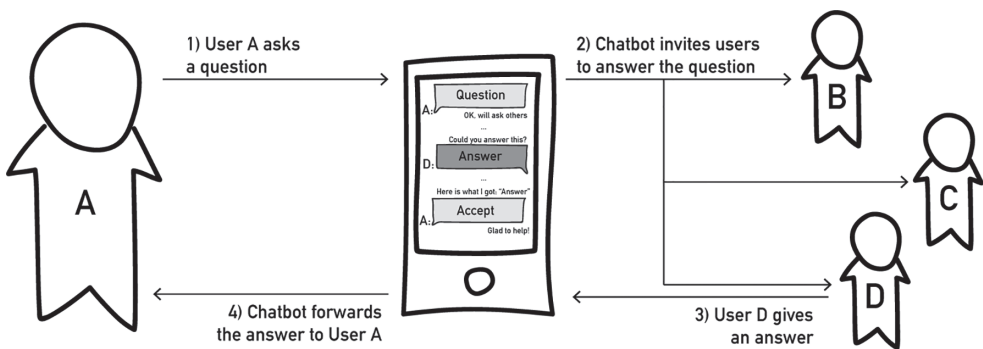 1) User A asks
a question
2) Chatbot invites users
to answer the question
A
Question
A:
OK, will ask others
...
Could you answer this?
D:
Answer
...
Here is what I got: "Answer"
Accept
A:
Glad to help!
B
C
D
4) Chatbot forwards
the answer to User A
3) User D gives
an answer